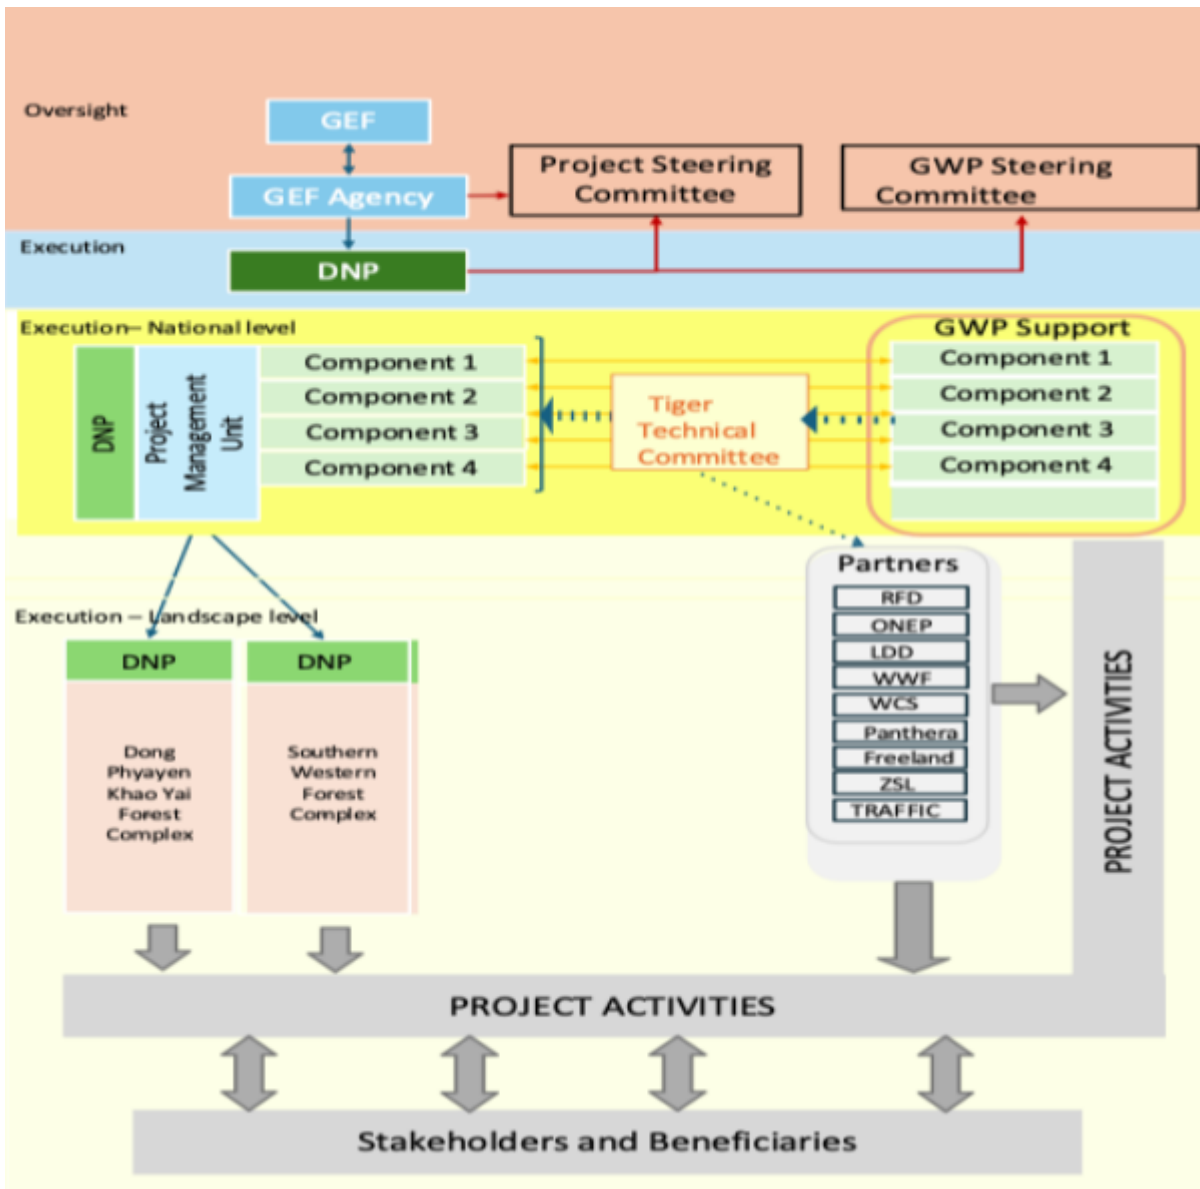 Oversight
GEF
GEF Agency
Project Steering
Committee
GWP Steering
Committee
Execution
DNP
Execution– National level
DNP
Project
Management
Unit
Component 1
Component 2
Component 3
Component 4
Tiger
Technical
Committee
GWP Support
Component 1
Component 2
Component 3
Component 4
Execution – Landscape level
DNP
Dong
Phyayen
Khao Yai
Forest
Complex
DNP
Southern
Western
Forest
Complex
Partners
RFD
ONEP
LDD
WWF
WCS
Panthera
Freeland
ZSL
TRAFFIC
PROJECT ACTIVITIES
PROJECT ACTIVITIES
Stakeholders and Beneficiaries